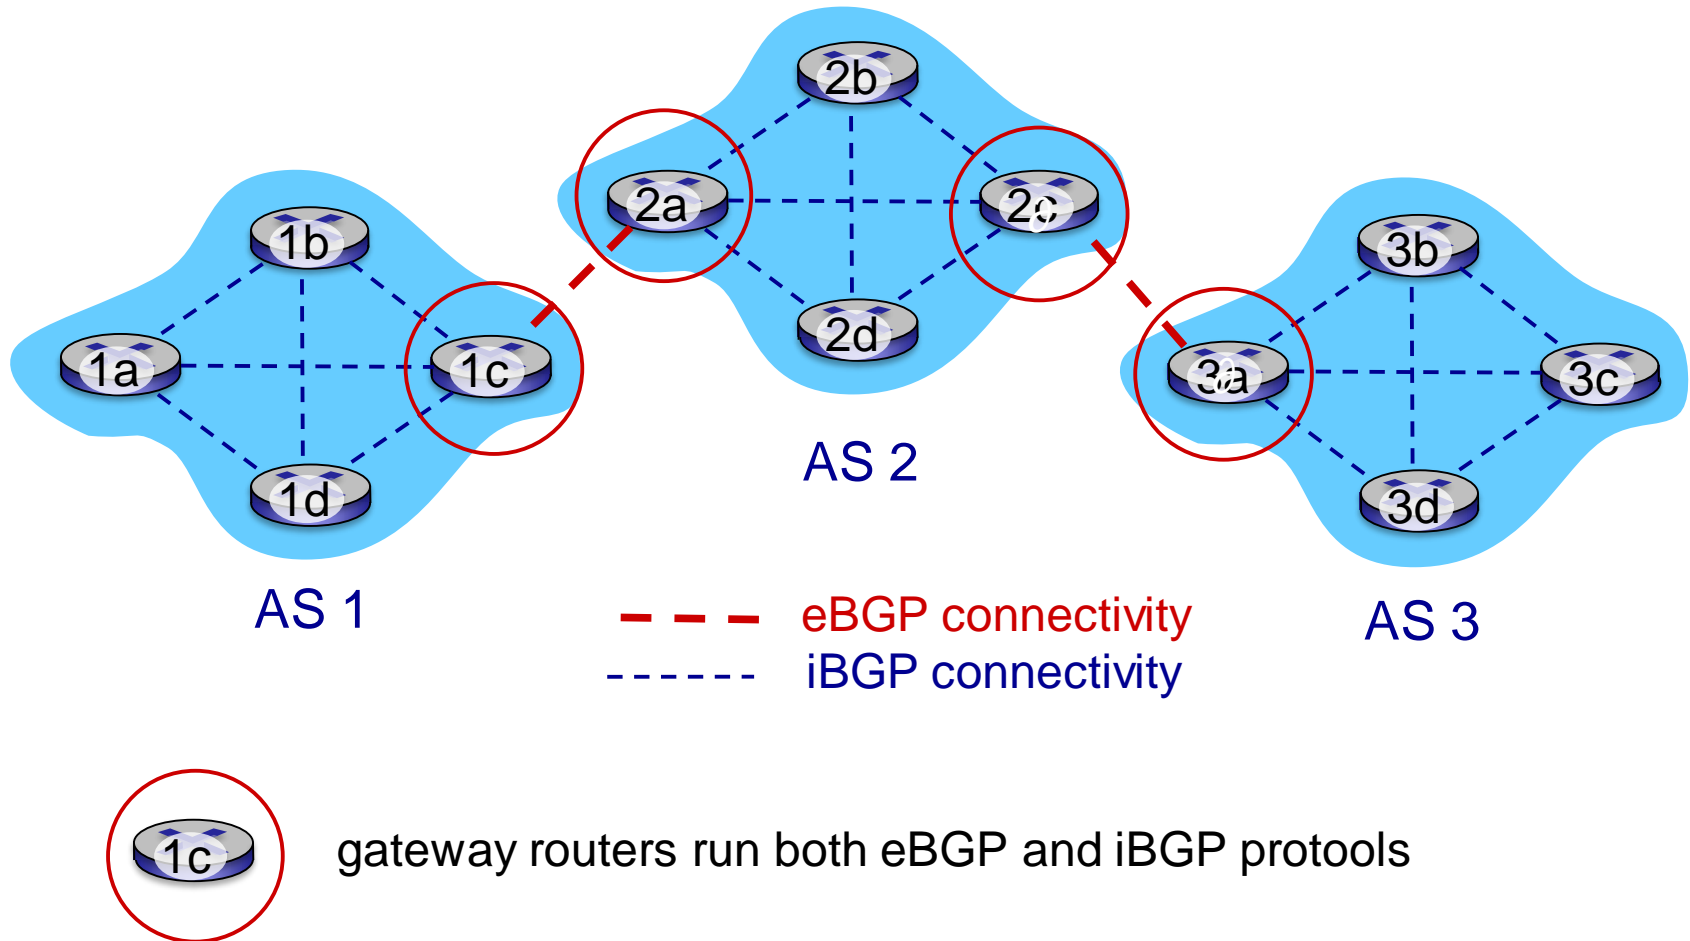 2b
2a
2c
1b
3b
2d
1a
1c
3a
3c
AS 2
1d
3d
AS 1
eBGP connectivity
AS 3
iBGP connectivity
1c
gateway routers run both eBGP and iBGP protools